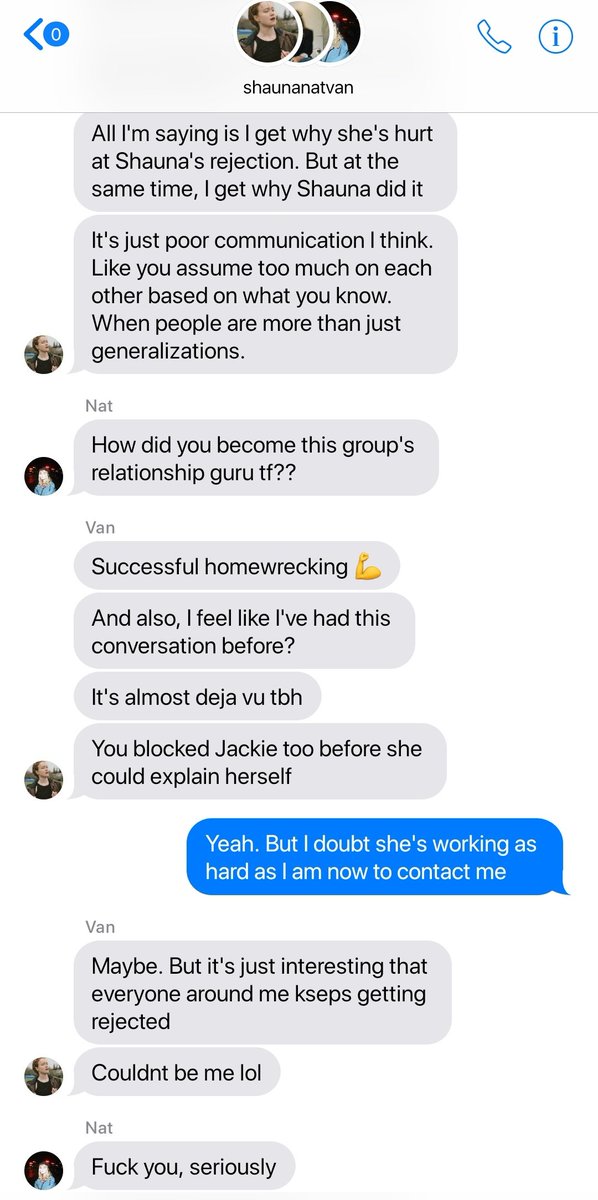 0
shaunanatvan
All I'm saying is I get why she's hurt
at Shauna's rejection. But at the
same time, I get why Shauna did it
It's just poor communication I think.
Like you assume too much on each
other based on what you know.
When people are more than just
generalizations.
Nat
How did you become this group's
relationship guru tf??
Van
Successful homewrecking 💪
And also, I feel like I've had this
conversation before?
It's almost deja vu tbh
You blocked Jackie too before she
could explain herself
Yeah. But I doubt she's working as
hard as I am now to contact me
Van
Maybe. But it's just interesting that
everyone around me kseps getting
rejected
Couldnt be me lol
Nat
Fuck you, seriously